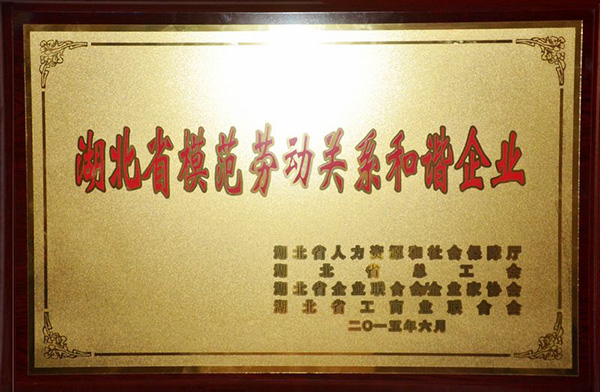 湖北省模范劳动关系和谐企业
湖北省人力资源和社会保障厅
湖北省总工会
湖北省企业联合会企业家协会
湖北省工商业联合会
二〇一五年六月